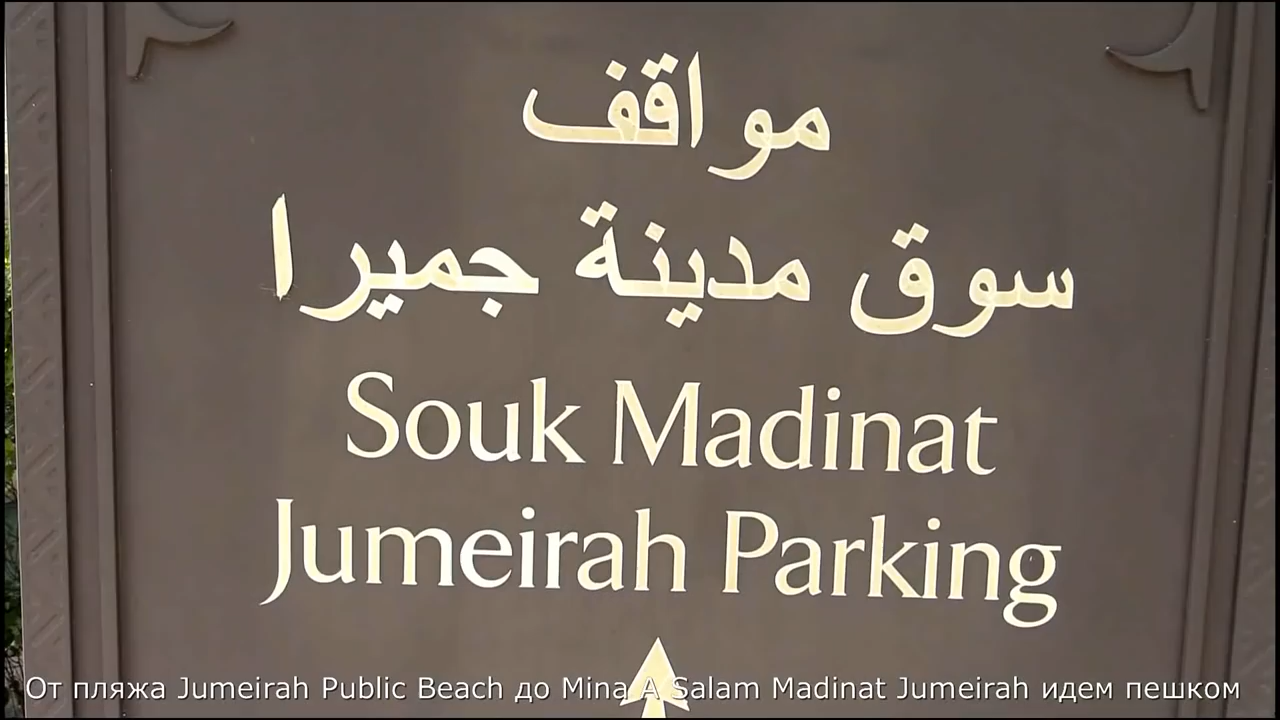 مواقف
سوق مدينة جميرا
Souk Madinat
Jumeirah Parking
От пляжа Jumeirah Public Beach до Mina A Salam Madinat Jumeirah идем пешком